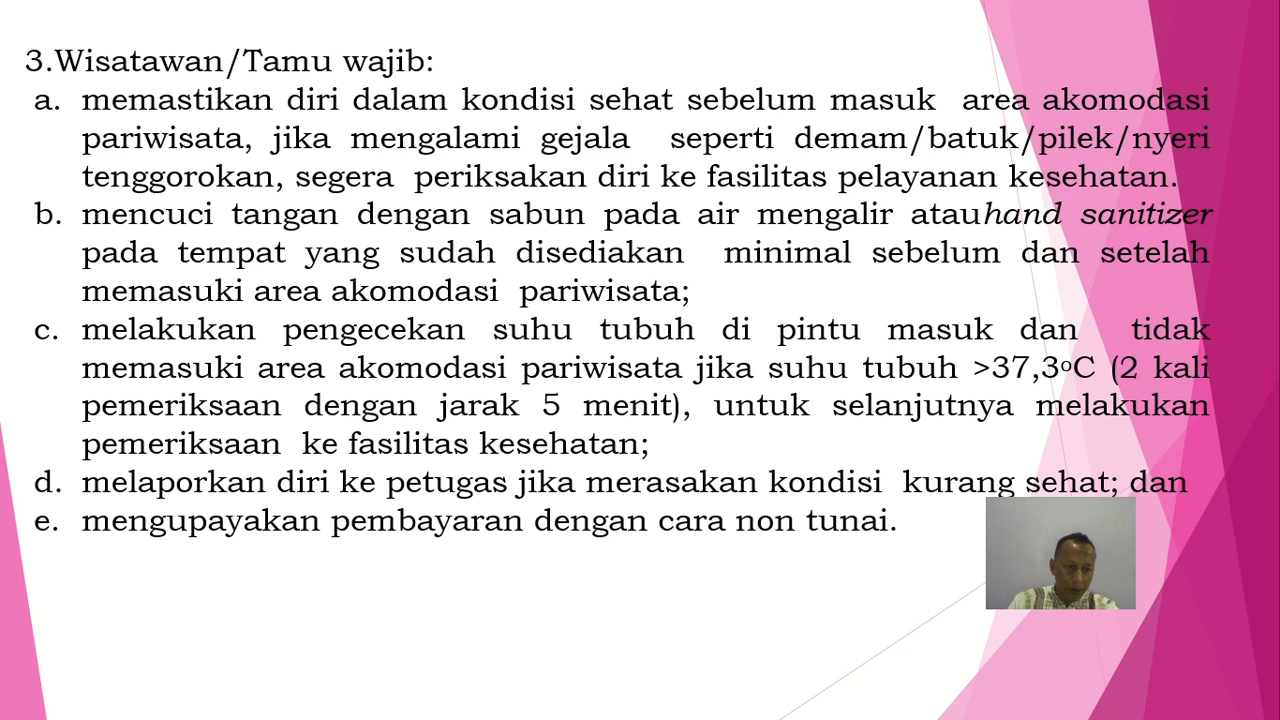 3.Wisatawan/Tamu wajib:
a. memastikan diri dalam kondisi sehat sebelum masuk area akomodasi
pariwisata, jika mengalami gejala seperti demam/batuk/pilek/nyeri
tenggorokan, segera periksakan diri ke fasilitas pelayanan kesehatan.
b. mencuci tangan dengan sabun pada air mengalir atauhand sanitizer
pada tempat yang sudah disediakan minimal sebelum dan setelah
memasuki area akomodasi pariwisata;
c. melakukan pengecekan suhu tubuh di pintu masuk dan tidak
memasuki area akomodasi pariwisata jika suhu tubuh >37,3oC (2 kali
pemeriksaan dengan jarak 5 menit), untuk selanjutnya melakukan
pemeriksaan ke fasilitas kesehatan;
d. melaporkan diri ke petugas jika merasakan kondisi kurang sehat; dan
e. mengupayakan pembayaran dengan cara non tunai.